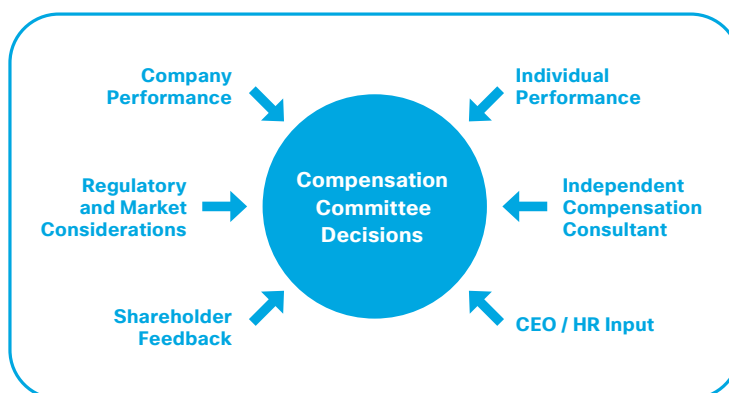 Company
Performance
Individual
Performance
Regulatory
and Market
Considerations
Compensation
Committee
Decisions
Independent
Compensation
Consultant
Shareholder
Feedback
CEO / HR Input